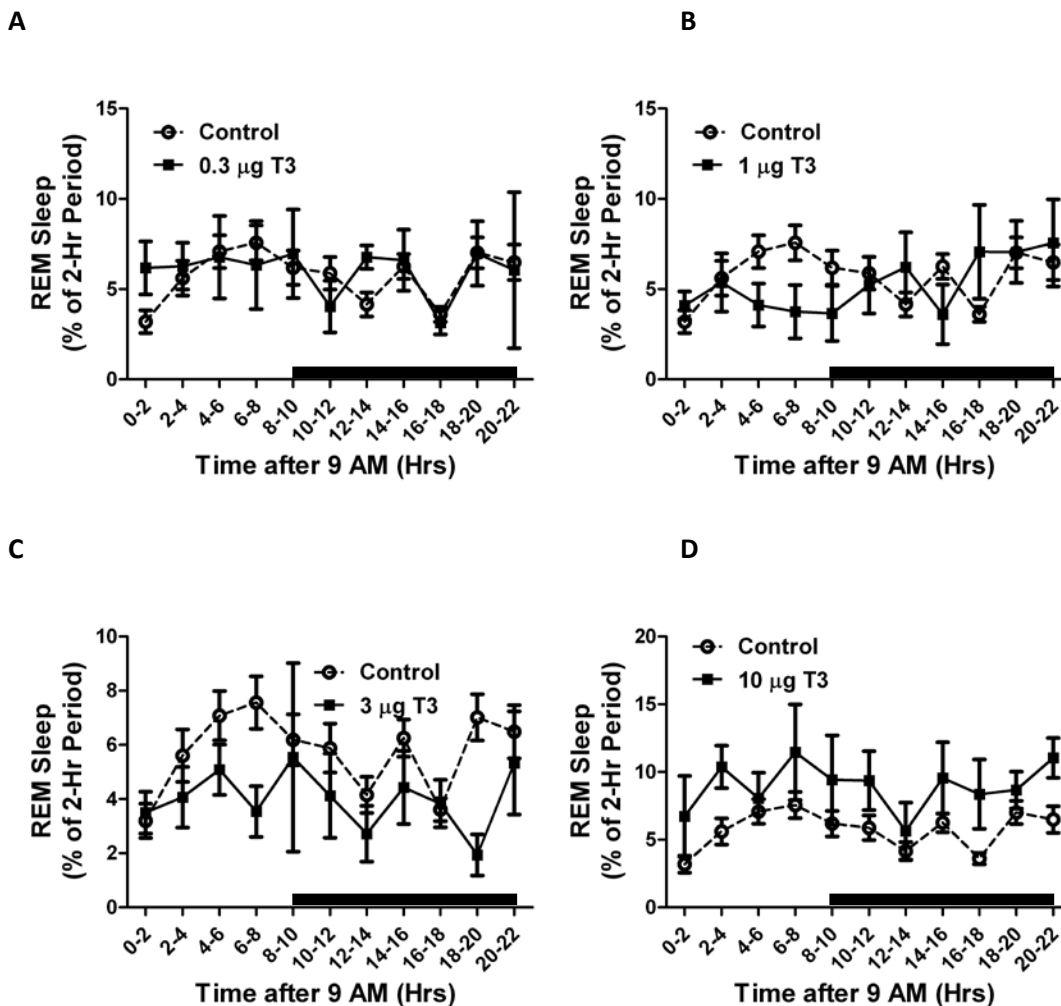 A
REM Sleep
(% of 2-Hr Period)
15
10
5
0
Control
0.3 μg T3
0-2
2-4
4-6
6-8
8-10
10-12
12-14
14-16
16-18
18-20
20-22
Time after 9 AM (Hrs)
B
REM Sleep
(% of 2-Hr Period)
15
10
5
0
Control
1 μg T3
0-2
2-4
4-6
6-8
8-10
10-12
12-14
14-16
16-18
18-20
20-22
Time after 9 AM (Hrs)
C
REM Sleep
(% of 2-Hr Period)
10
8
6
4
2
0
Control
3 μg T3
0-2
2-4
4-6
6-8
8-10
10-12
12-14
14-16
16-18
18-20
20-22
Time after 9 AM (Hrs)
D
REM Sleep
(% of 2-Hr Period)
20
15
10
5
0
Control
10 μg T3
0-2
2-4
4-6
6-8
8-10
10-12
12-14
14-16
16-18
18-20
20-22
Time after 9 AM (Hrs)